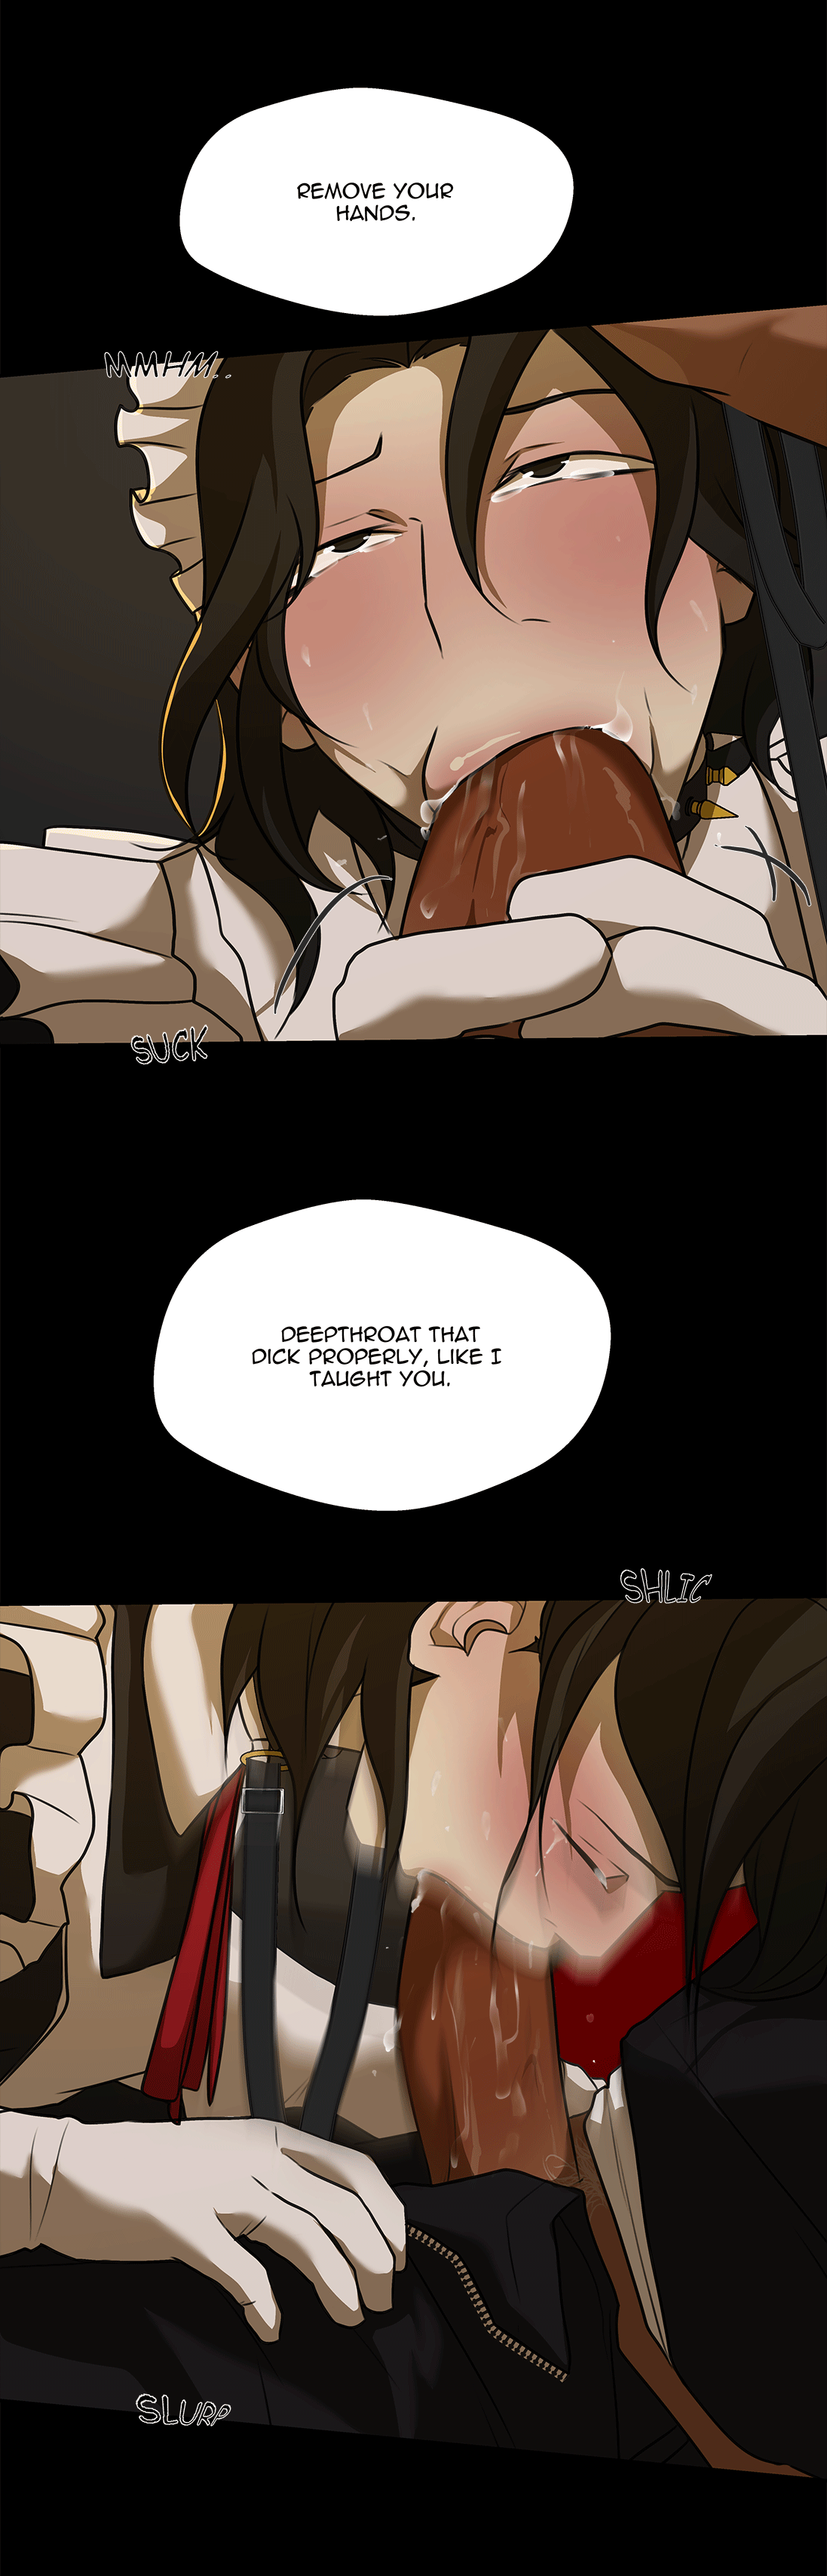 REMOVE YOUR
HANDS.
MMHM..
SUCK
DEEPTHROAT THAT
DICK PROPERLY, LIKE I
TAUGHT YOU.
SHLIC
SLURP